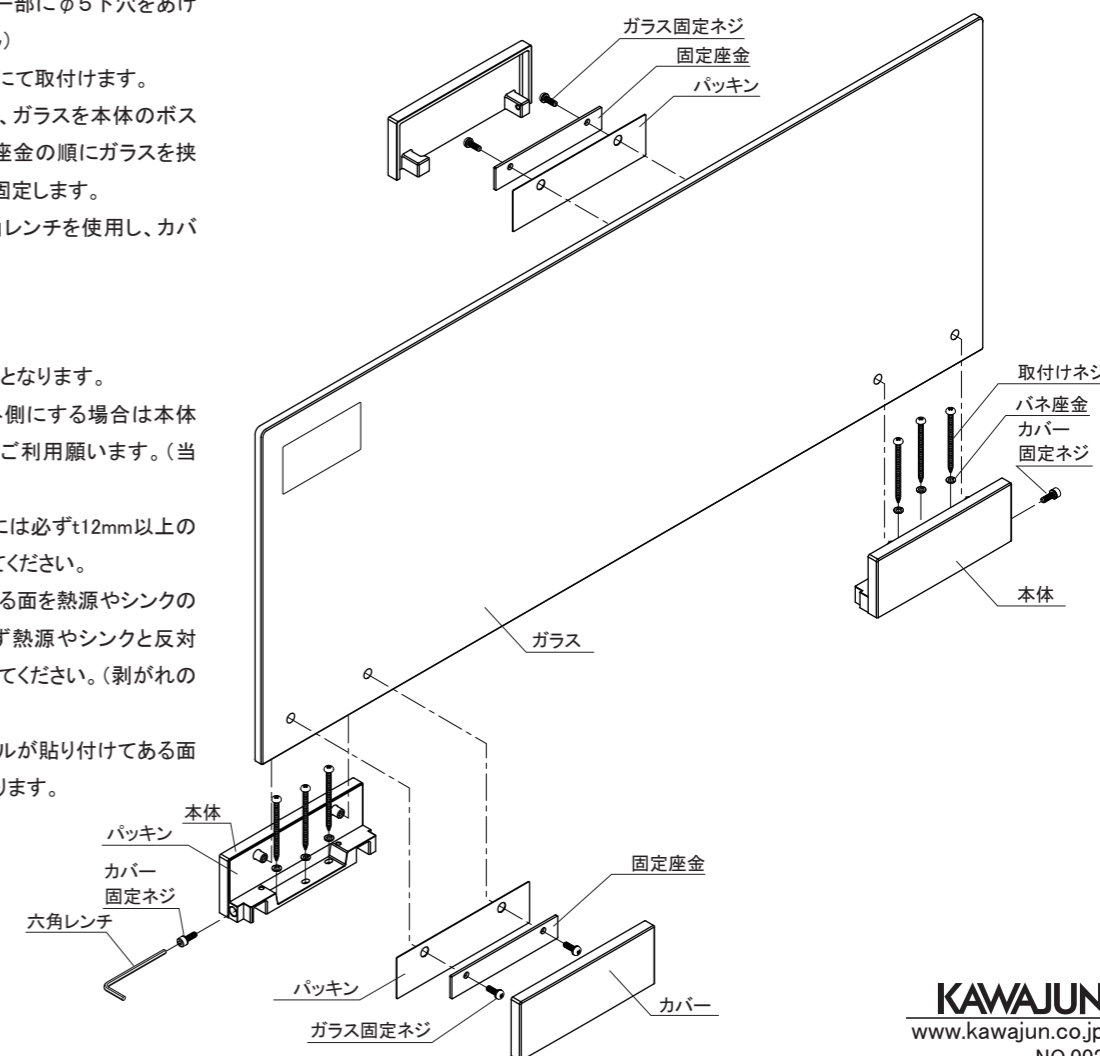 一部にφ5下穴をあけ
にて取付けます。
、ガラスを本体のボス
座金の順にガラスを挟
固定します。
レンチを使用し、カバ
となります。
側にする場合は本体
ご利用願います。(当
には必ずt12mm以上の
てください。
る面を熱源やシンクの
ず熱源やシンクと反対
てください。(剥がれの
ルが貼り付けてある面
ります。
ガラス固定ネジ
固定座金
パッキン
取付けネジ
バネ座金
カバー
固定ネジ
本体
ガラス
本体
パッキン
カバー
固定ネジ
六角レンチ
固定座金
パッキン
カバー
ガラス固定ネジ
KAWAJUN
www.kawajun.co.jp
NO.003